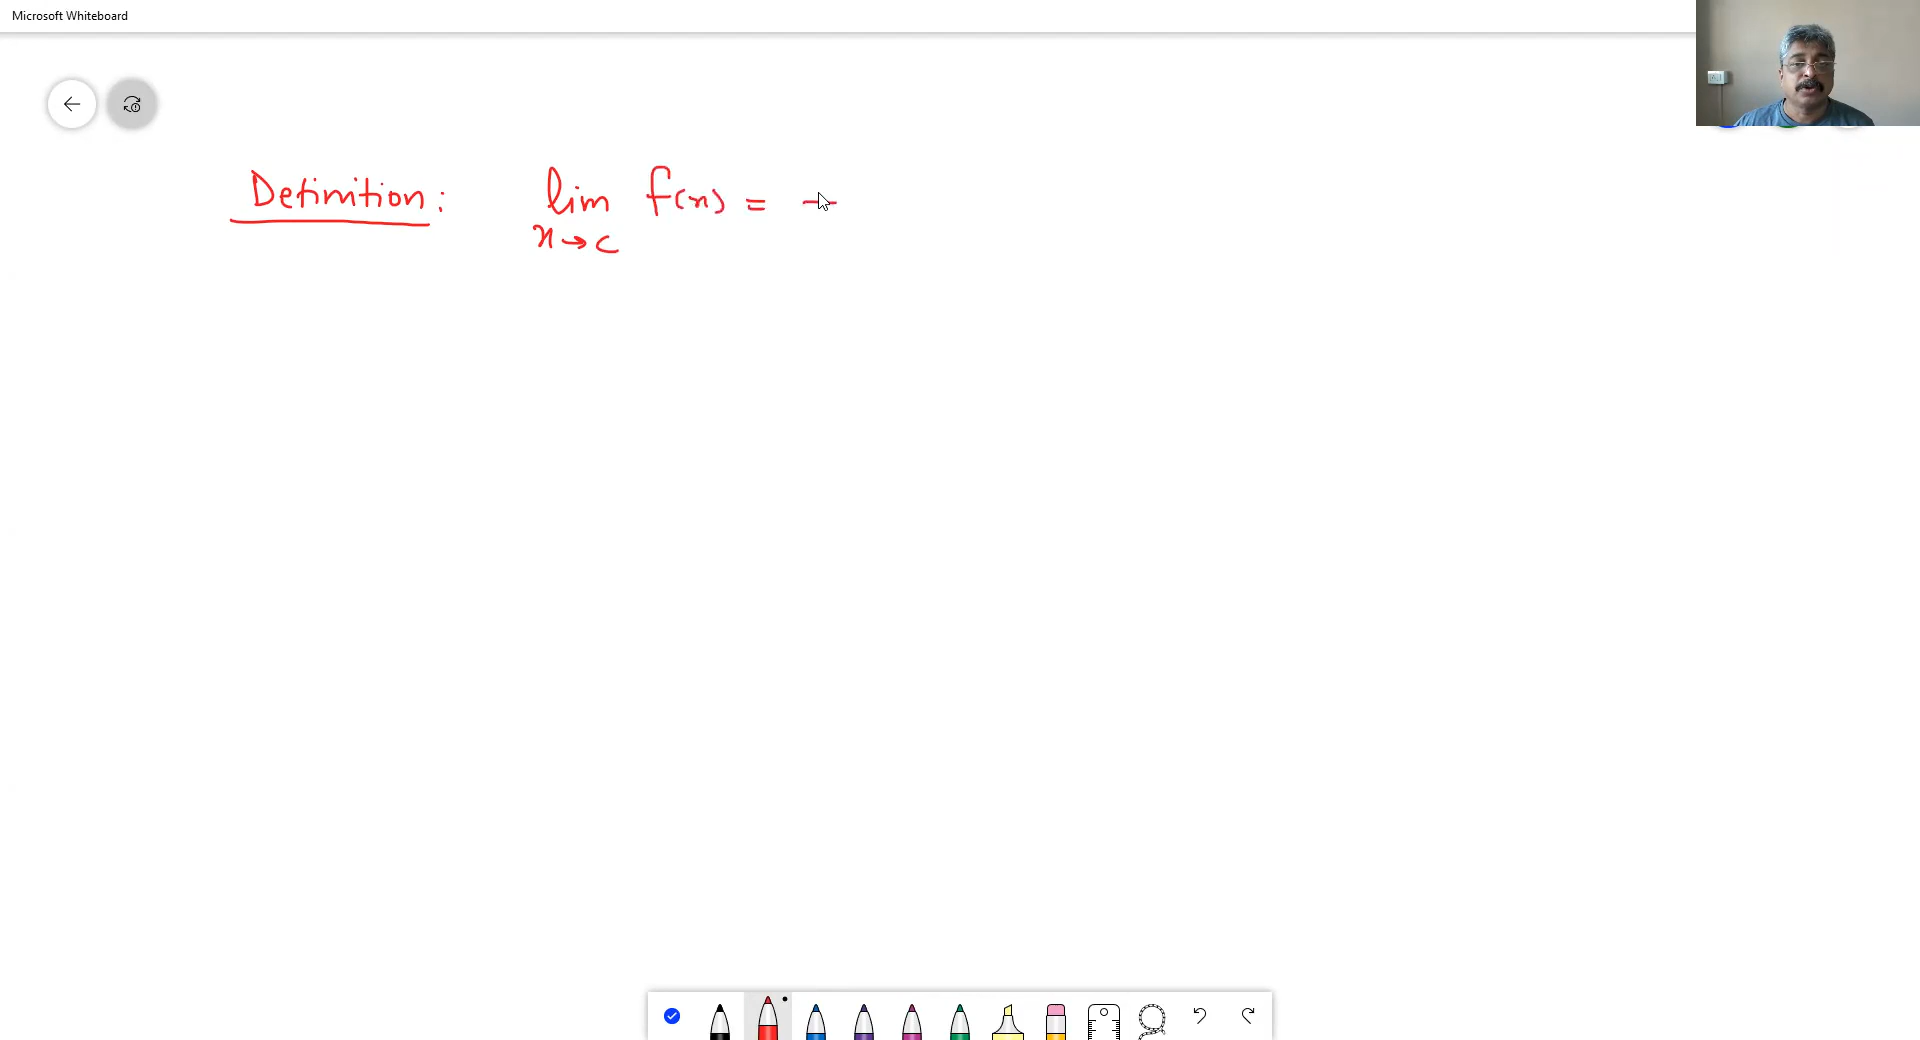 Microsoft Whiteboard
Definition: lim f(x) =
x→c